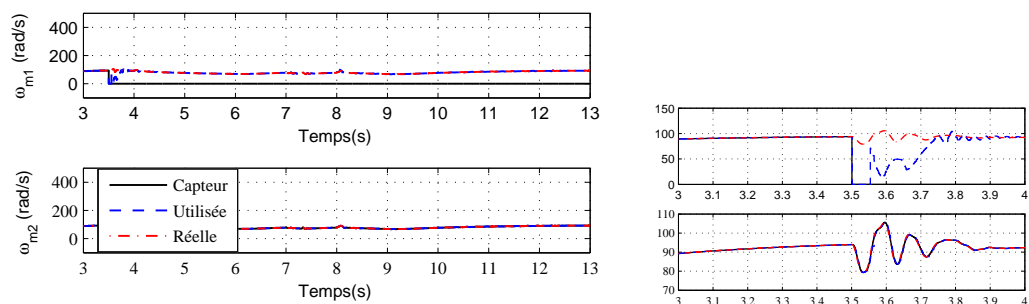 ω_m1 (rad/s)
400
200
0
3 4 5 6 7 8 9 10 11 12 13
Temps(s)
ω_m2 (rad/s)
400
200
0
Capteur
Utilisée
Réelle
3 4 5 6 7 8 9 10 11 12 13
Temps(s)
150
100
50
0
3 3.1 3.2 3.3 3.4 3.5 3.6 3.7 3.8 3.9 4
110
100
90
80
70
3 3.1 3.2 3.3 3.4 3.5 3.6 3.7 3.8 3.9 4